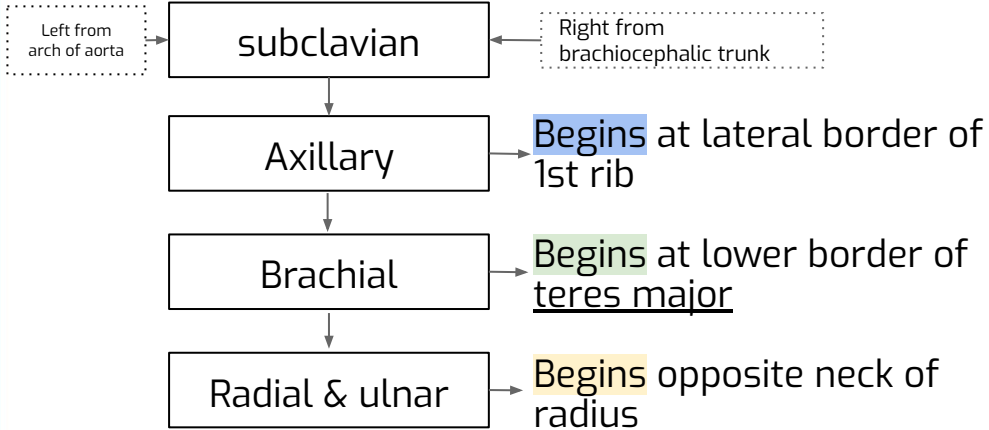 Left from
arch of aorta
subclavian
Right from
brachiocephalic trunk
Axillary
Begins at lateral border of
1st rib
Brachial
Begins at lower border of
teres major
Radial & ulnar
Begins opposite neck of
radius